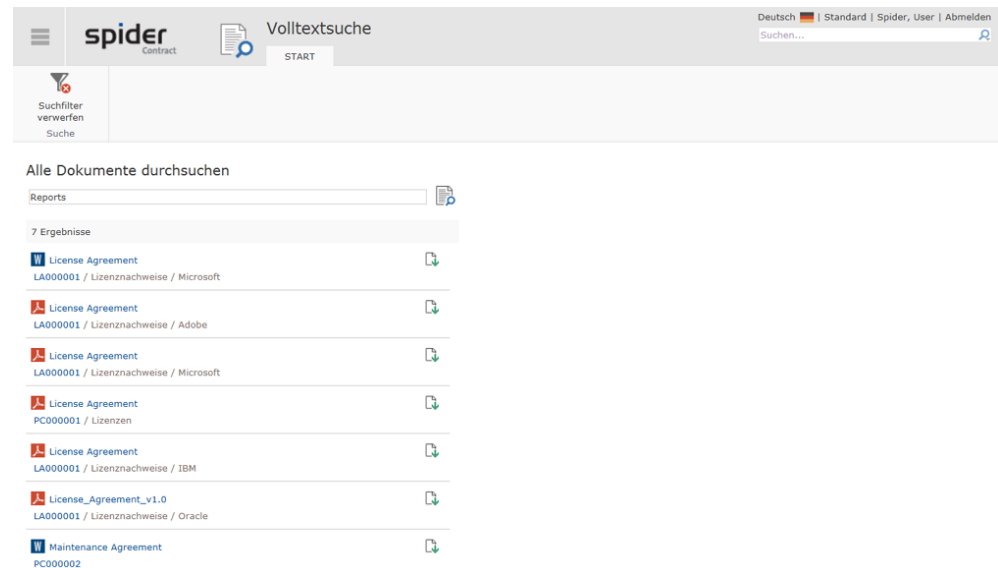 Deutsch | Standard | Spider, User | Abmelden
spider
Contract
Volltextsuche
Suchen...
START
Suchfilter
verwerfen
Suche
Alle Dokumente durchsuchen
Reports
7 Ergebnisse
W License Agreement
LA000001 / Lizenznachweise / Microsoft
License Agreement
LA000001 / Lizenznachweise / Adobe
License Agreement
LA000001 / Lizenznachweise / Microsoft
License Agreement
PC000001 / Lizenzen
License Agreement
LA000001 / Lizenznachweise / IBM
License_Agreement_v1.0
LA000001 / Lizenznachweise / Oracle
W Maintenance Agreement
PC000002